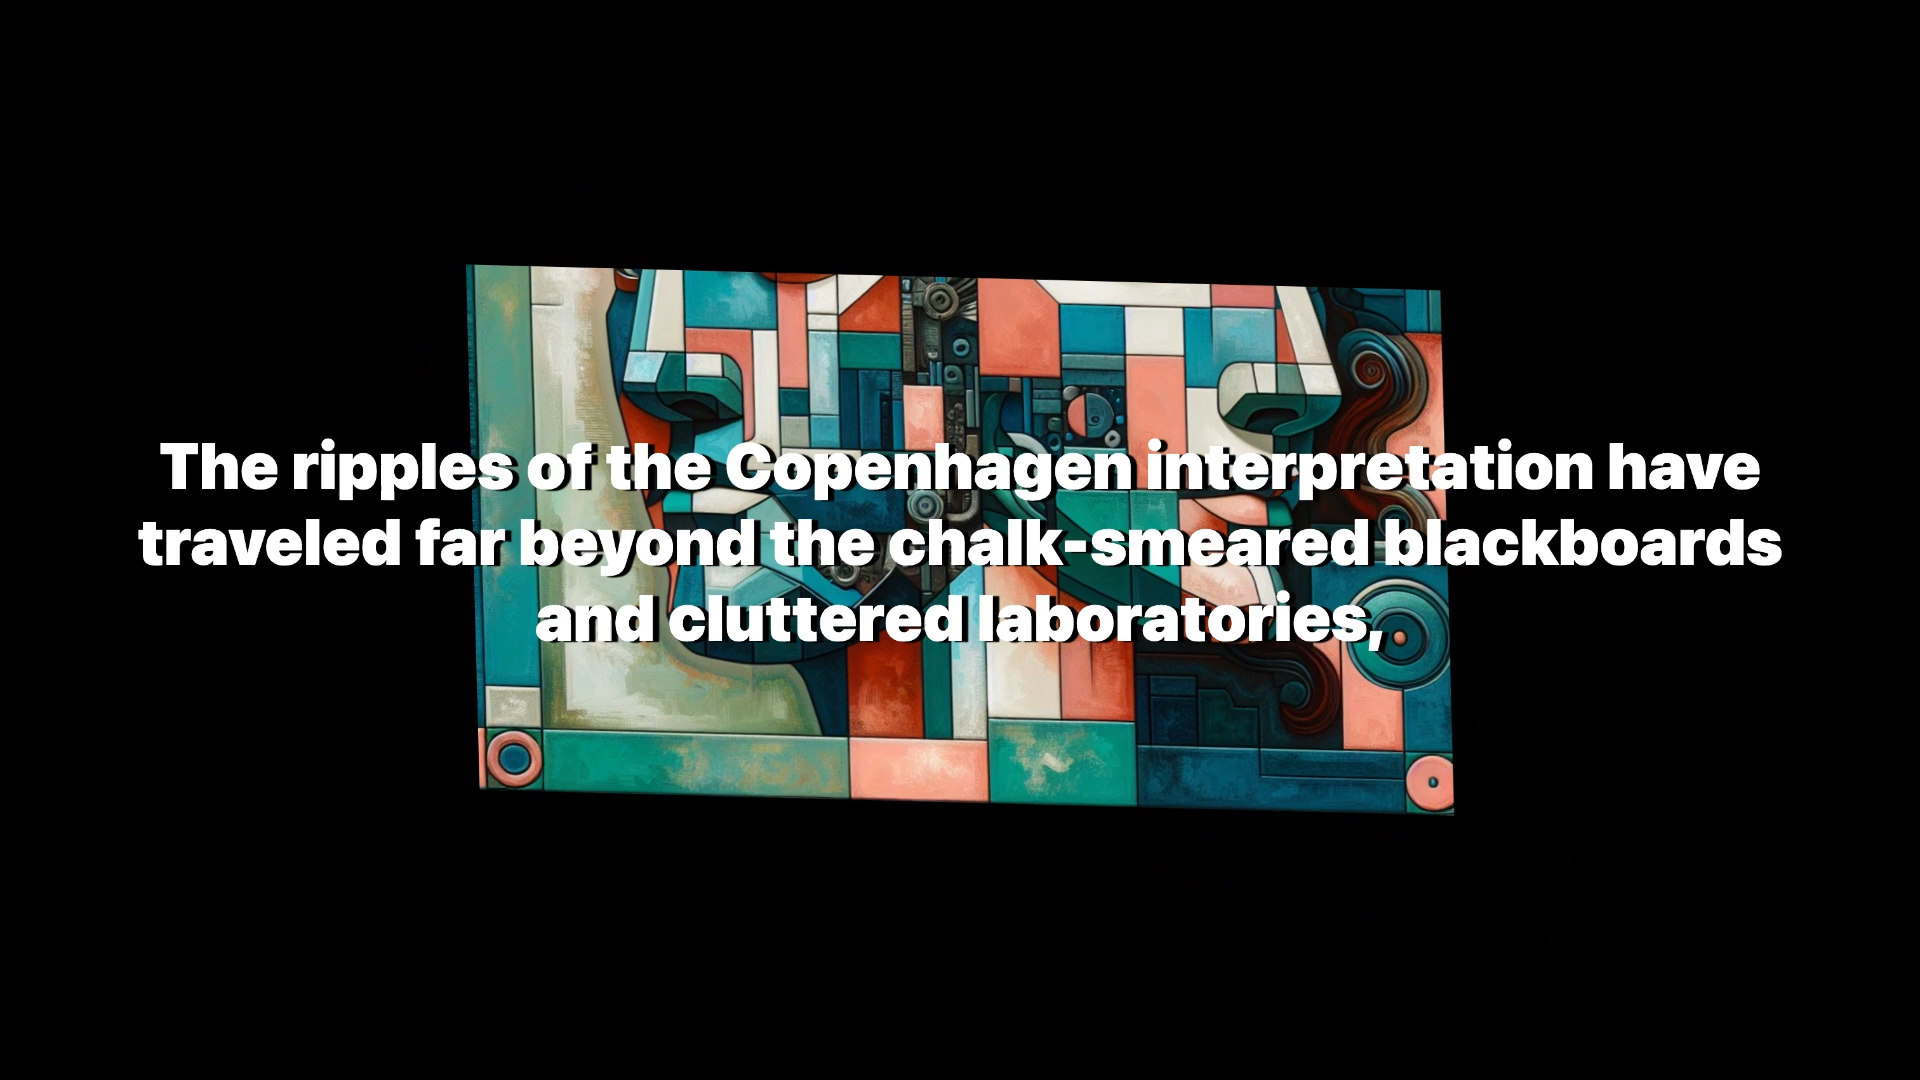 The ripples of the Copenhagen interpretation have
traveled far beyond the chalk-smeared blackboards
and cluttered laboratories,